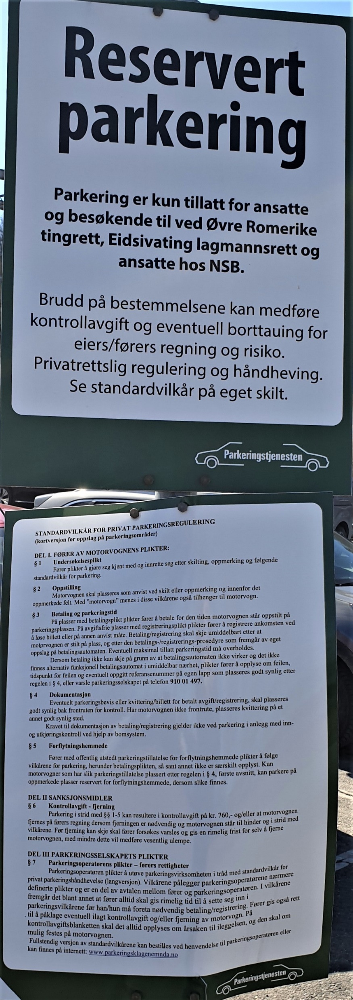 Reservert
parkering
Parkering er kun tillatt for ansatte
og besøkende til ved Øvre Romerike
tingrett, Eidsivating lagmannsrett og
ansatte hos NSB.
Brudd på bestemmelsene kan medføre
kontrollavgift og eventuell borttauing for
eiers/førers regning og risiko.
Privatrettslig regulering og håndheving.
Se standardvilkår på eget skilt.
Parkeringstjenesten
STANDARDVILKÅR FOR PRIVAT PARKERINGSREGULERING
(kortversjon for oppslag på parkeringsområder)
DEL I. FØRER AV MOTORVOGNENS PLIKTER:
§ 1 Undersøkelsesplikt
Fører plikter å gjøre seg kjent med og innrette seg etter skilting, oppmerking og følgende
standardvilkår for parkering.
§ 2 Oppstilling
Motorvognen skal plasseres som anvist ved skilt eller oppmerking og innenfor det
oppmerkede felt. Med ”motorvogn” menes i disse vilkårene også tilhenger til motorvogn.
§ 3 Betaling og parkeringstid
På plasser med betalingsplikt plikter fører å betale for den tiden motorvognen står oppstilt på
parkeringsplassen. På avgiftsfrie plasser med registreringsplikt plikter fører å registrere ankomsten ved
å løse billett eller på annen anvist måte. Betaling/registrering skal skje umiddelbart etter at
motorvognen er stilt på plass, og etter den betalings-/registrerings-prosedyre som fremgår av eget
oppslag på betalingsautomaten. Eventuell maksimal tillatt parkeringstid må overholdes.
Dersom betaling ikke kan skje på grunn av at betalingsautomaten ikke virker og det ikke
finnes alternativ funksjonell betalingsautomat i umiddelbar nærhet, plikter fører å opplyse om feilen,
tidspunkt for feilen og eventuelt oppgitt referansenummer på egen lapp som plasseres godt synlig etter
regelen i § 4, eller varsle parkeringsselskapet på telefon 910 01 497.
§ 4 Dokumentasjon
Eventuelt parkeringsbevis eller kvittering/billett for betalt avgift/registrering, skal plasseres
godt synlig bak frontruten for kontroll. Har motorvognen ikke frontrute, plasseres kvittering på et
annet godt synlig sted.
Kravet til dokumentasjon av betaling/registrering gjelder ikke ved parkering i anlegg med inn-
og utkjøringskontroll ved hjelp av bomsystem.
§ 5 Forflytningshemmede
Fører med offentlig utstedt parkeringstillatelse for forflytningshemmede plikter å følge
vilkårene for parkering, herunder betalingsplikten, så sant annet ikke er særskilt opplyst. Kun
motorvogner som har slik parkeringstillatelse plassert etter regelen i § 4, første avsnitt, kan parkere på
oppmerkede plasser reservert for forflytningshemmede, dersom slike finnes.
DEL II SANKSJONSMIDLER
§ 6 Kontrollavgift - fjerning
Parkering i strid med §§ 1-5 kan resultere i kontrollavgift på kr. 760,- og/eller at motorvognen
fjernes på førers regning dersom fjerningen er nødvendig og motorvognen står til hinder og i strid med
vilkårene. Før fjerning kan skje skal fører forsøkes varsles og gis en rimelig frist for selv å fjerne
motorvognen, med mindre dette vil medføre vesentlig ulempe.
DEL III PARKERINGSSELSKAPETS PLIKTER
§ 7 Parkeringsoperatørens plikter – førers rettigheter
Parkeringsoperatøren plikter å utøve parkeringsvirksomheten i tråd med standardvilkår for
privat parkeringshåndhevelse (langversjon). Vilkårene pålegger parkeringsoperatørene nærmere
definerte plikter og er en del av avtalen mellom fører og parkeringsoperatøren. I vilkårene
fremgår det blant annet at fører alltid skal gis rimelig tid til å sette seg inn i
parkeringsvilkårene før han/hun må foreta nødvendig betaling/registrering. Fører gis også rett
til å påklage eventuell ilagt kontrollavgift og/eller fjerning av motorvogn. På
kontrollavgiftsblanketten skal det alltid opplyses om årsaken til ileggelsen, og den skal om
mulig festes på motorvognen.
Fullstendig versjon av standardvilkårene kan bestilles ved henvendelse til parkeringsoperatøren eller
kan finnes på internett: www.parkeringsklagenemnda.no
Parkeringstjenesten